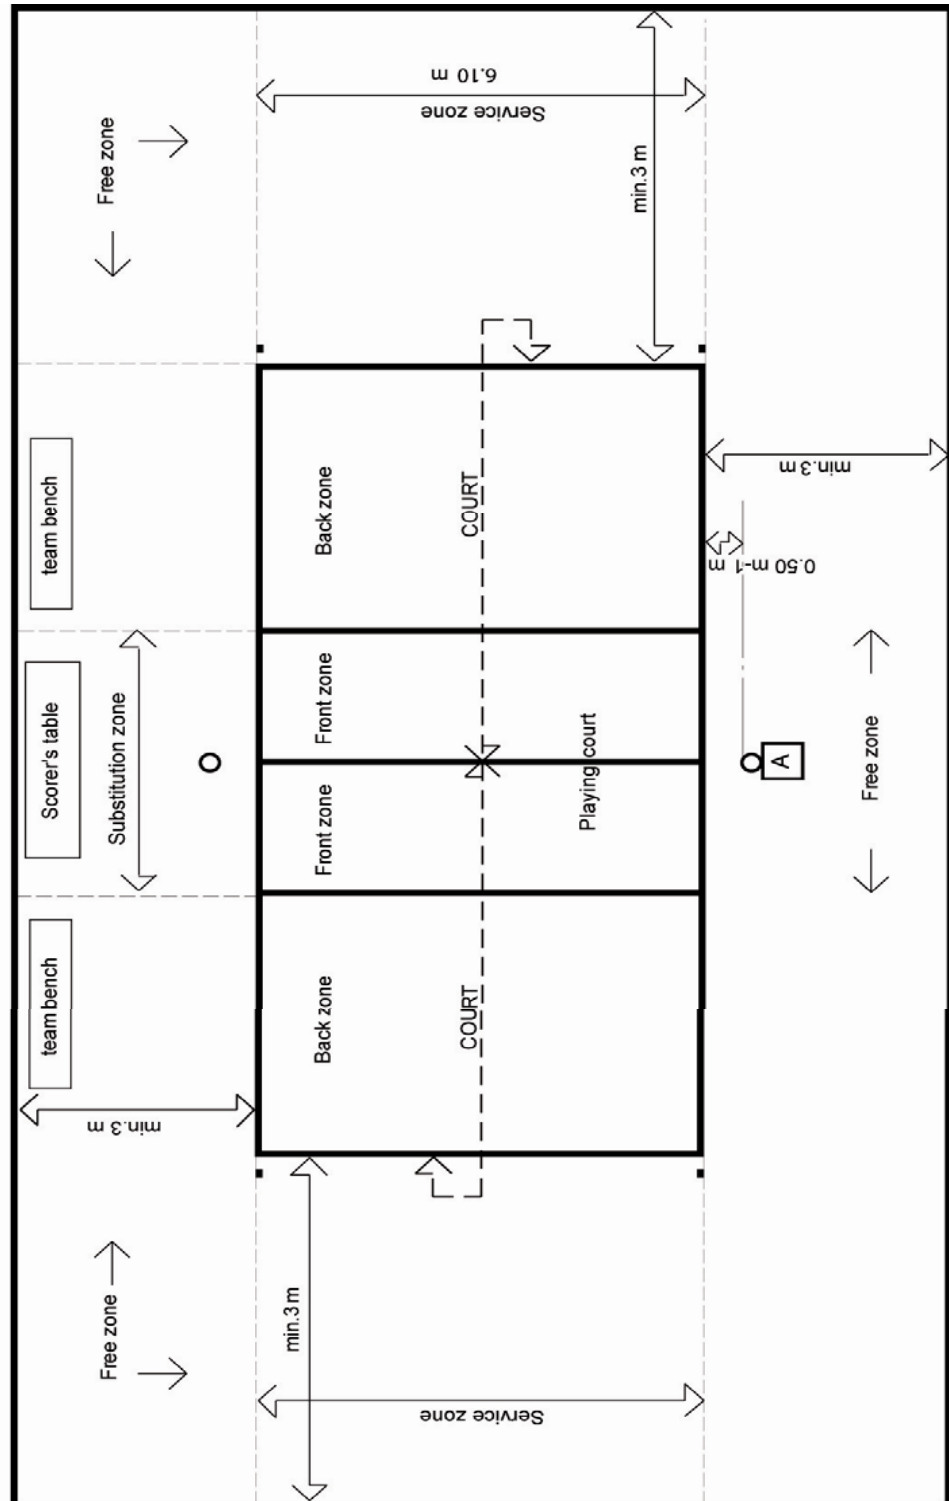 6.10 m
Service zone
Free zone
min.3 m
team bench
Back zone
COURT
min.3 m
0.50 m-1 m
Scorer's table
Substitution zone
Front zone
Playing court
Front zone
A
Free zone
team bench
Back zone
COURT
min.3 m
Free zone
min.3 m
Service zone